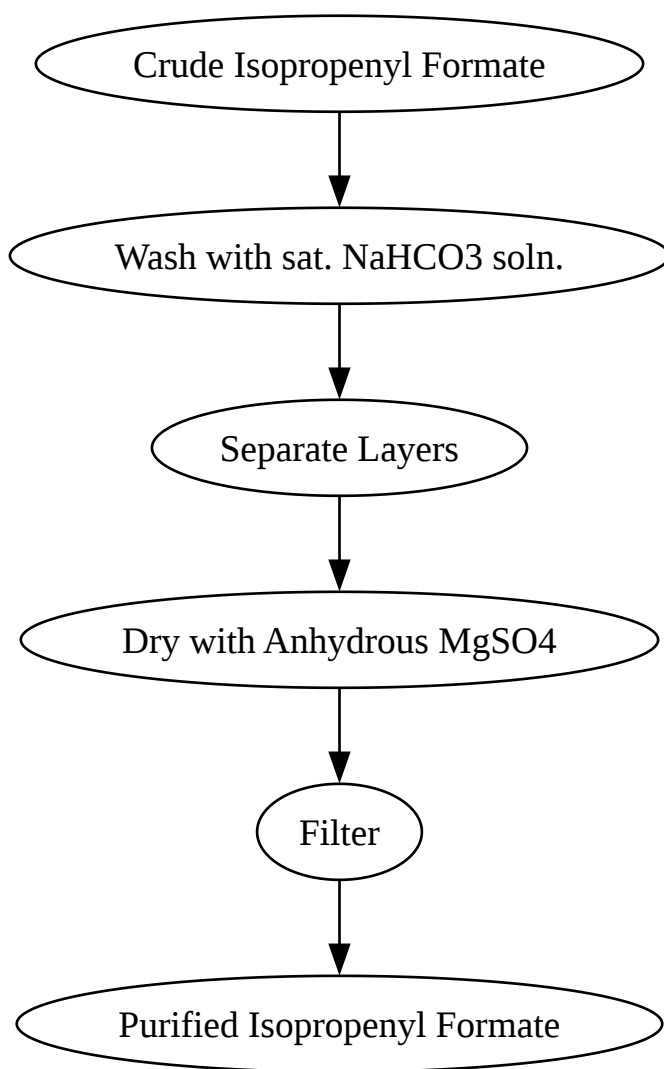 Crude Isopropenyl Formate
Wash with sat. NaHCO3 soln.
Separate Layers
Dry with Anhydrous MgSO4
Filter
Purified Isopropenyl Formate